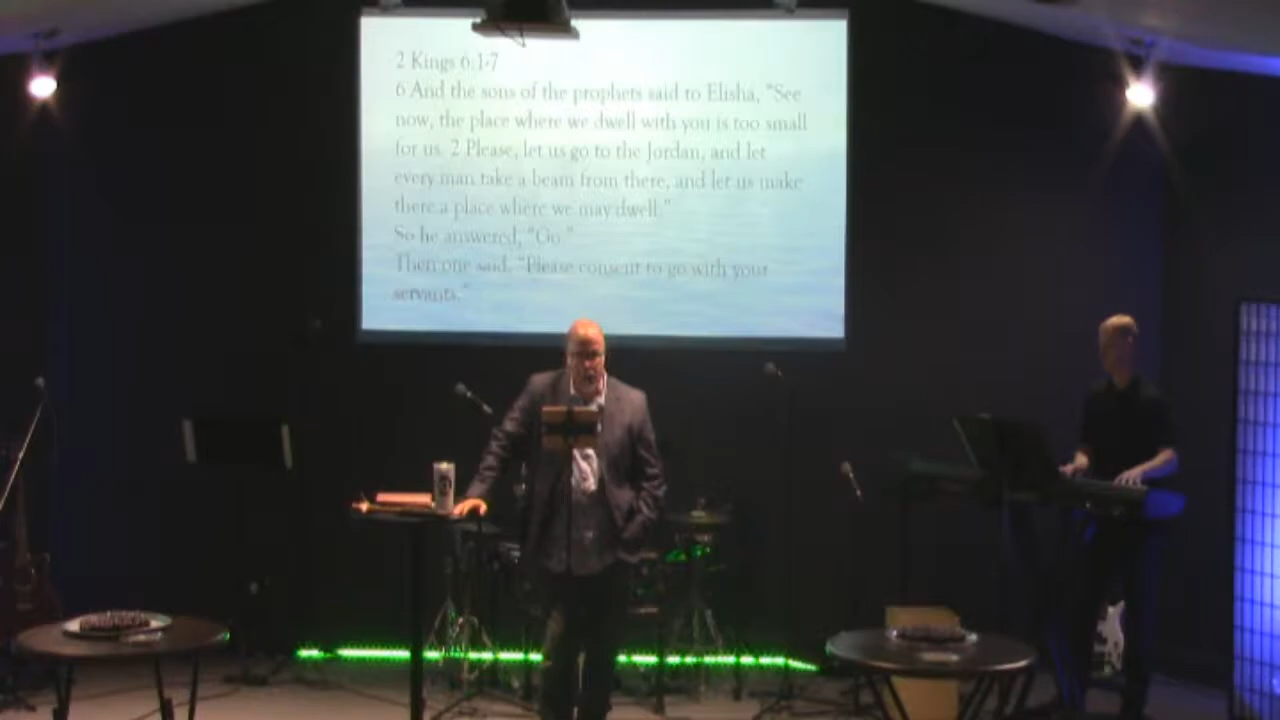 2 Kings 6:1-7
6 And the sons of the prophets said to Elisha, "See
now, the place where we dwell with you is too small
for us. 2 Please, let us go to the Jordan, and let
every man take a beam from there, and let us make
there a place where we may dwell."
So he answered, "Go."
Then one said, "Please consent to go with your
servants."